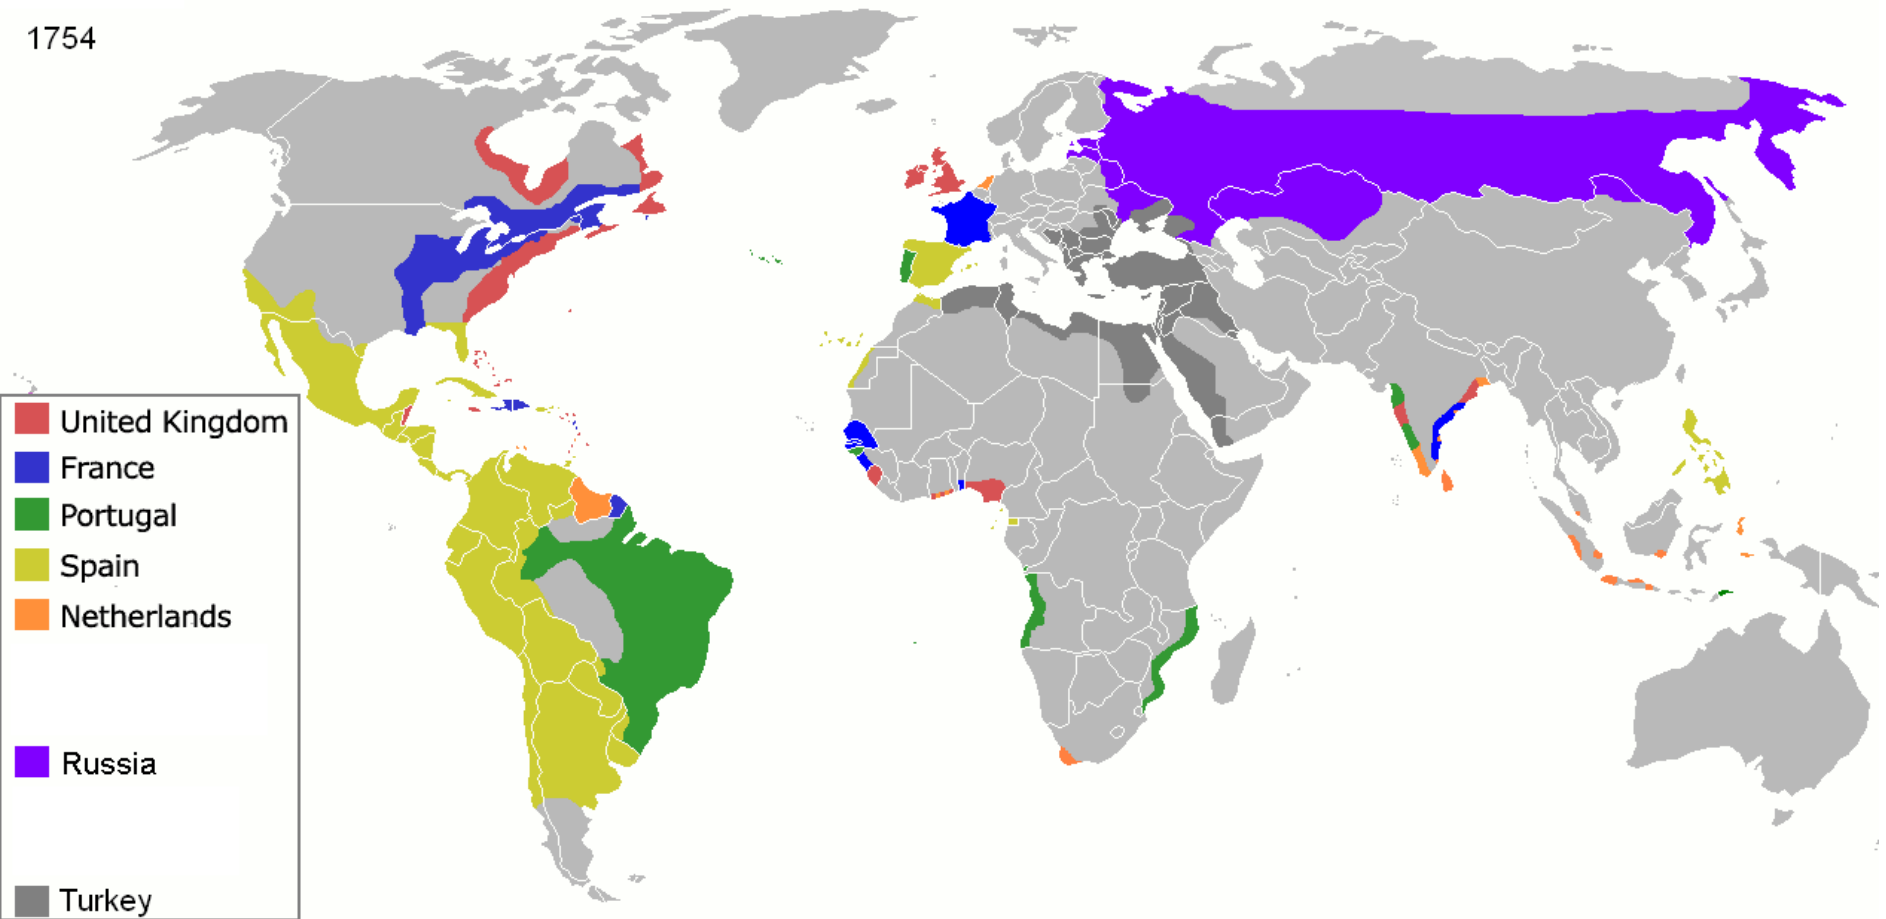 1754
United Kingdom
France
Portugal
Spain
Netherlands
Russia
Turkey